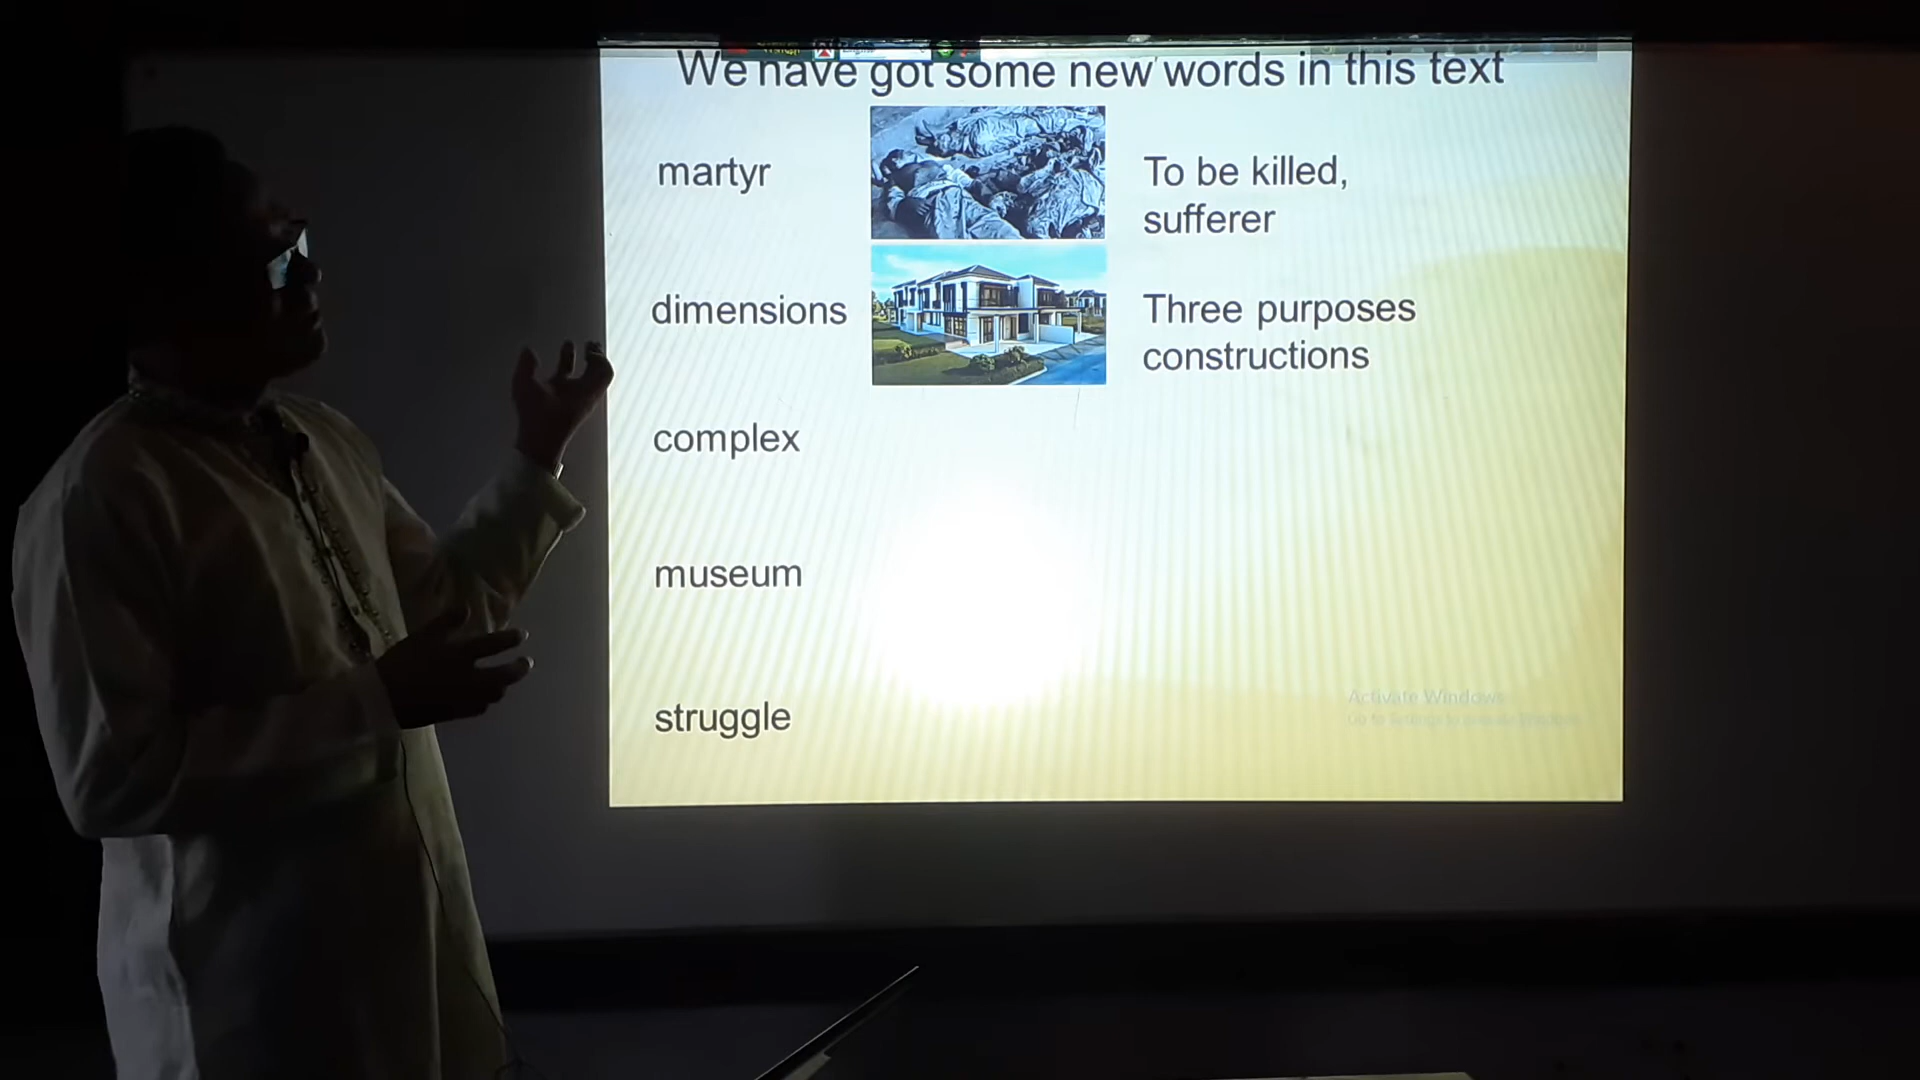 We have got some new words in this text
martyr
To be killed,
sufferer
dimensions
Three purposes
constructions
complex
museum
struggle
Activate Windows